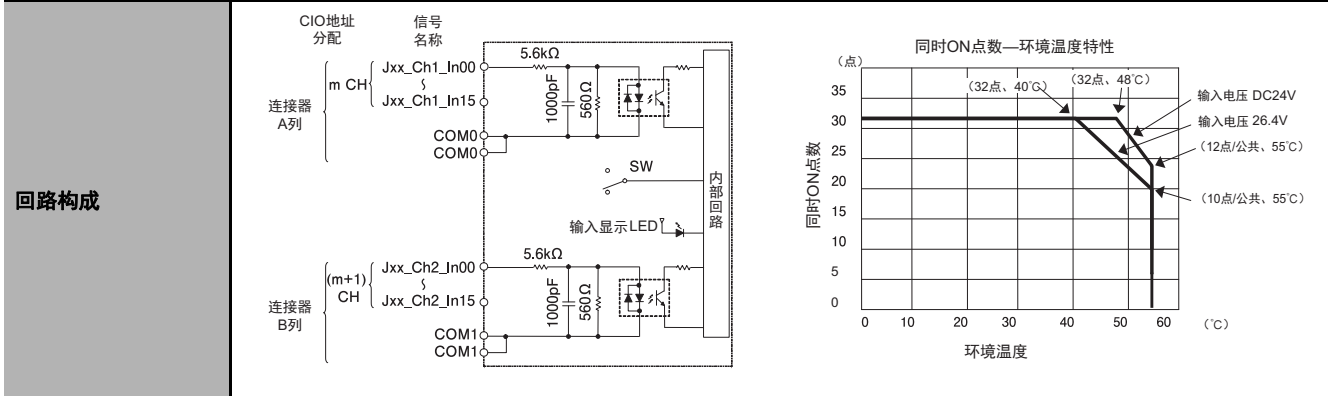 回路构成
CIO地址
分配
信号
名称
连接器
A列
m CH
Jxx_Ch1_In00
~
Jxx_Ch1_In15
COM0
COM0
5.6kΩ
1000pF
560Ω
SW
输入显示LED
内部回路
连接器
B列
(m+1)
CH
Jxx_Ch2_In00
~
Jxx_Ch2_In15
COM1
COM1
5.6kΩ
1000pF
560Ω
同时ON点数—环境温度特性
（点）
同时ON点数
35
30
25
20
15
10
5
0
0 10 20 30 40 50 60 （℃）
环境温度
（32点、40℃）
（32点、48℃）
输入电压 DC24V
输入电压 26.4V
（12点/公共、55℃）
（10点/公共、55℃）